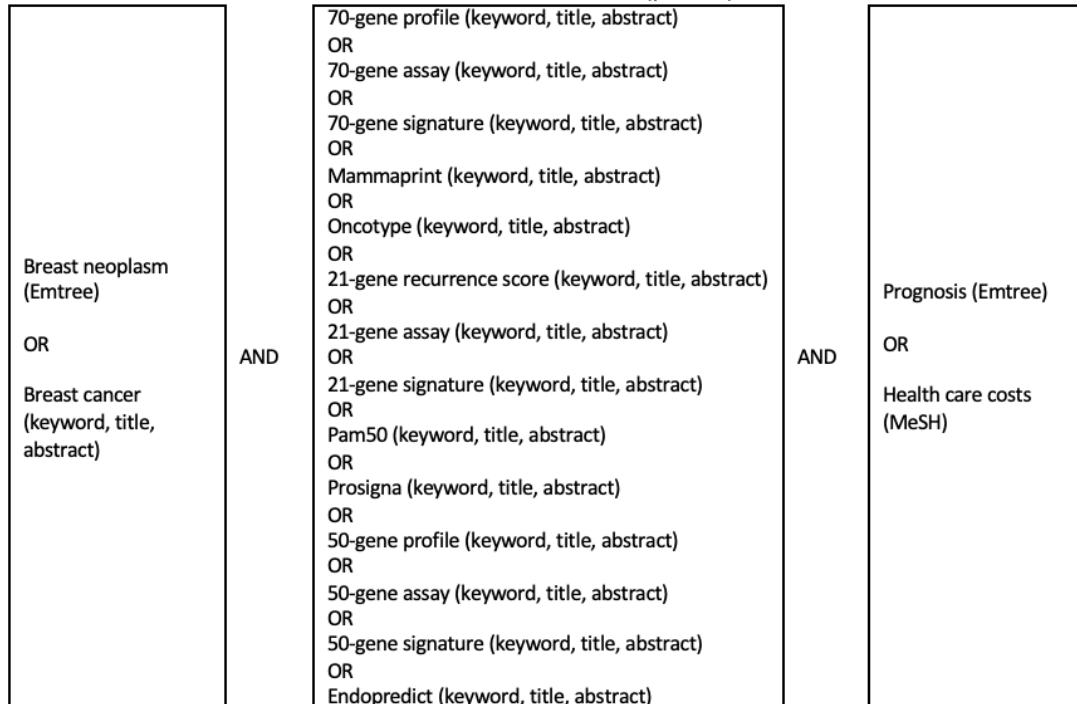 Breast neoplasm
(Emtree)
OR
Breast cancer
(keyword, title,
abstract)
AND
70-gene profile (keyword, title, abstract)
OR
70-gene assay (keyword, title, abstract)
OR
70-gene signature (keyword, title, abstract)
OR
Mammaprint (keyword, title, abstract)
OR
Oncotype (keyword, title, abstract)
OR
21-gene recurrence score (keyword, title, abstract)
OR
21-gene assay (keyword, title, abstract)
OR
21-gene signature (keyword, title, abstract)
OR
Pam50 (keyword, title, abstract)
OR
Prosigna (keyword, title, abstract)
OR
50-gene profile (keyword, title, abstract)
OR
50-gene assay (keyword, title, abstract)
OR
50-gene signature (keyword, title, abstract)
OR
Endopredict (keyword, title, abstract)
AND
Prognosis (Emtree)
OR
Health care costs
(MeSH)